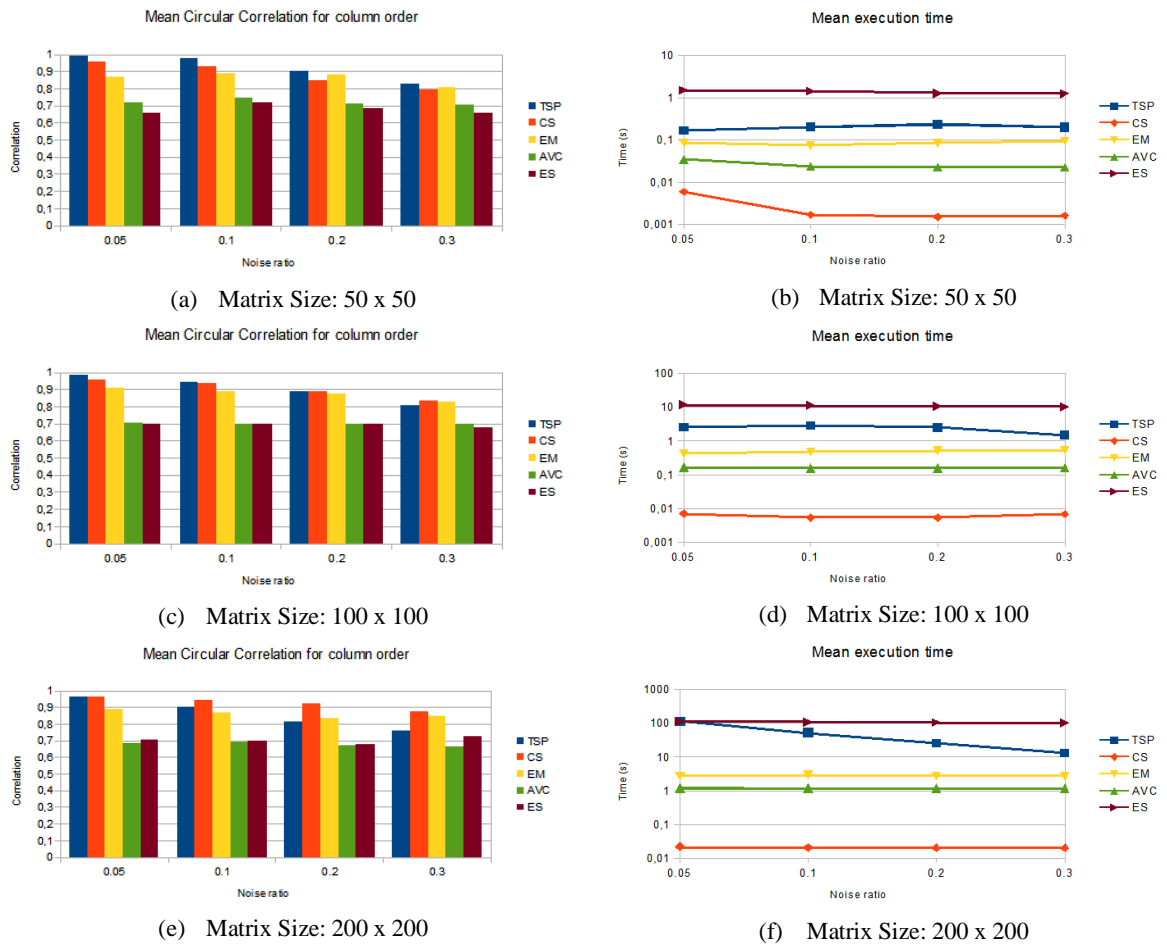 Mean Circular Correlation for column order
1
0,9
0,8
0,7
0,6
0,5
0,4
0,3
0,2
0,1
0
Correlation
0.05 0.1 0.2 0.3
Noise ratio
TSP
CS
EM
AVC
ES
(a) Matrix Size: 50 x 50
Mean execution time
10
1
0,1
0,01
0,001
Time (s)
0.05 0.1 0.2 0.3
Noise ratio
TSP
CS
EM
AVC
ES
(b) Matrix Size: 50 x 50
Mean Circular Correlation for column order
1
0,9
0,8
0,7
0,6
0,5
0,4
0,3
0,2
0,1
0
Correlation
0.05 0.1 0.2 0.3
Noise ratio
TSP
CS
EM
AVC
ES
(c) Matrix Size: 100 x 100
Mean execution time
100
10
1
0,1
0,01
0,001
Time (s)
0.05 0.1 0.2 0.3
Noise ratio
TSP
CS
EM
AVC
ES
(d) Matrix Size: 100 x 100
Mean Circular Correlation for column order
1
0,9
0,8
0,7
0,6
0,5
0,4
0,3
0,2
0,1
0
Correlation
0.05 0.1 0.2 0.3
Noise ratio
TSP
CS
EM
AVC
ES
(e) Matrix Size: 200 x 200
Mean execution time
1000
100
10
1
0,1
0,01
Time (s)
0.05 0.1 0.2 0.3
Noise ratio
TSP
CS
EM
AVC
ES
(f) Matrix Size: 200 x 200